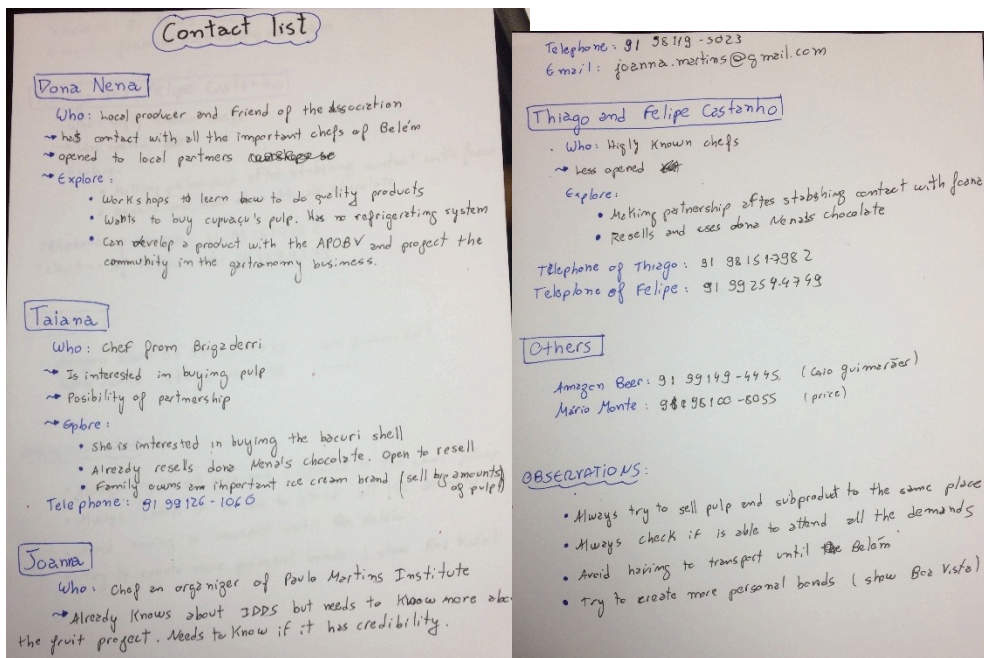 Contact list
Dona Nena
Who: Local producer and Friend of the Association
has contact with all the important chefs of Belém
opened to local partners
Explore:
• Workshops to learn how to do quality products
• Wants to buy cupuaçu's pulp. Has no refrigerating system
• Can develop a product with the APOBV and project the
community in the gastronomy business.
Taiana
Who: Chef from Brigaderri
Is interested in buying pulp
Posibility of partnership
Explore:
• She is interested in buying the bacuri shell
• Already resells dona Nena's chocolate. Open to resell
• Family owns an important ice cream brand (sell big amounts
of pulp)
Telephone: 91 99126-1066
Joanna
Who: Chef an organizer of Paulo Martins Institute
Already knows about IDDS but needs to know more abo
the fruit project. Needs to know if it has credibility.
Telephone: 91 98119-5023
Email: joanna.martins@gmail.com
Thiago and Felipe Castanho
Who: Higly known chefs
Less opened
Explore:
• Making partnership after stabshing contact with Joana
• Resells and uses dona Nena's chocolate
Telephone of Thiago: 91 98151-7982
Telephone of Felipe: 91 99254-4749
Others
Amazon Beer: 91 99149-4445 (Caio guimarães)
Mário Monte: 98100-8055 (price)
OBSERVATIONS:
• Always try to sell pulp and subproduct to the same place
• Always check if is able to attend all the demands
• Avoid having to transport until Belém
• Try to create more personal bonds (show Boa Vista)